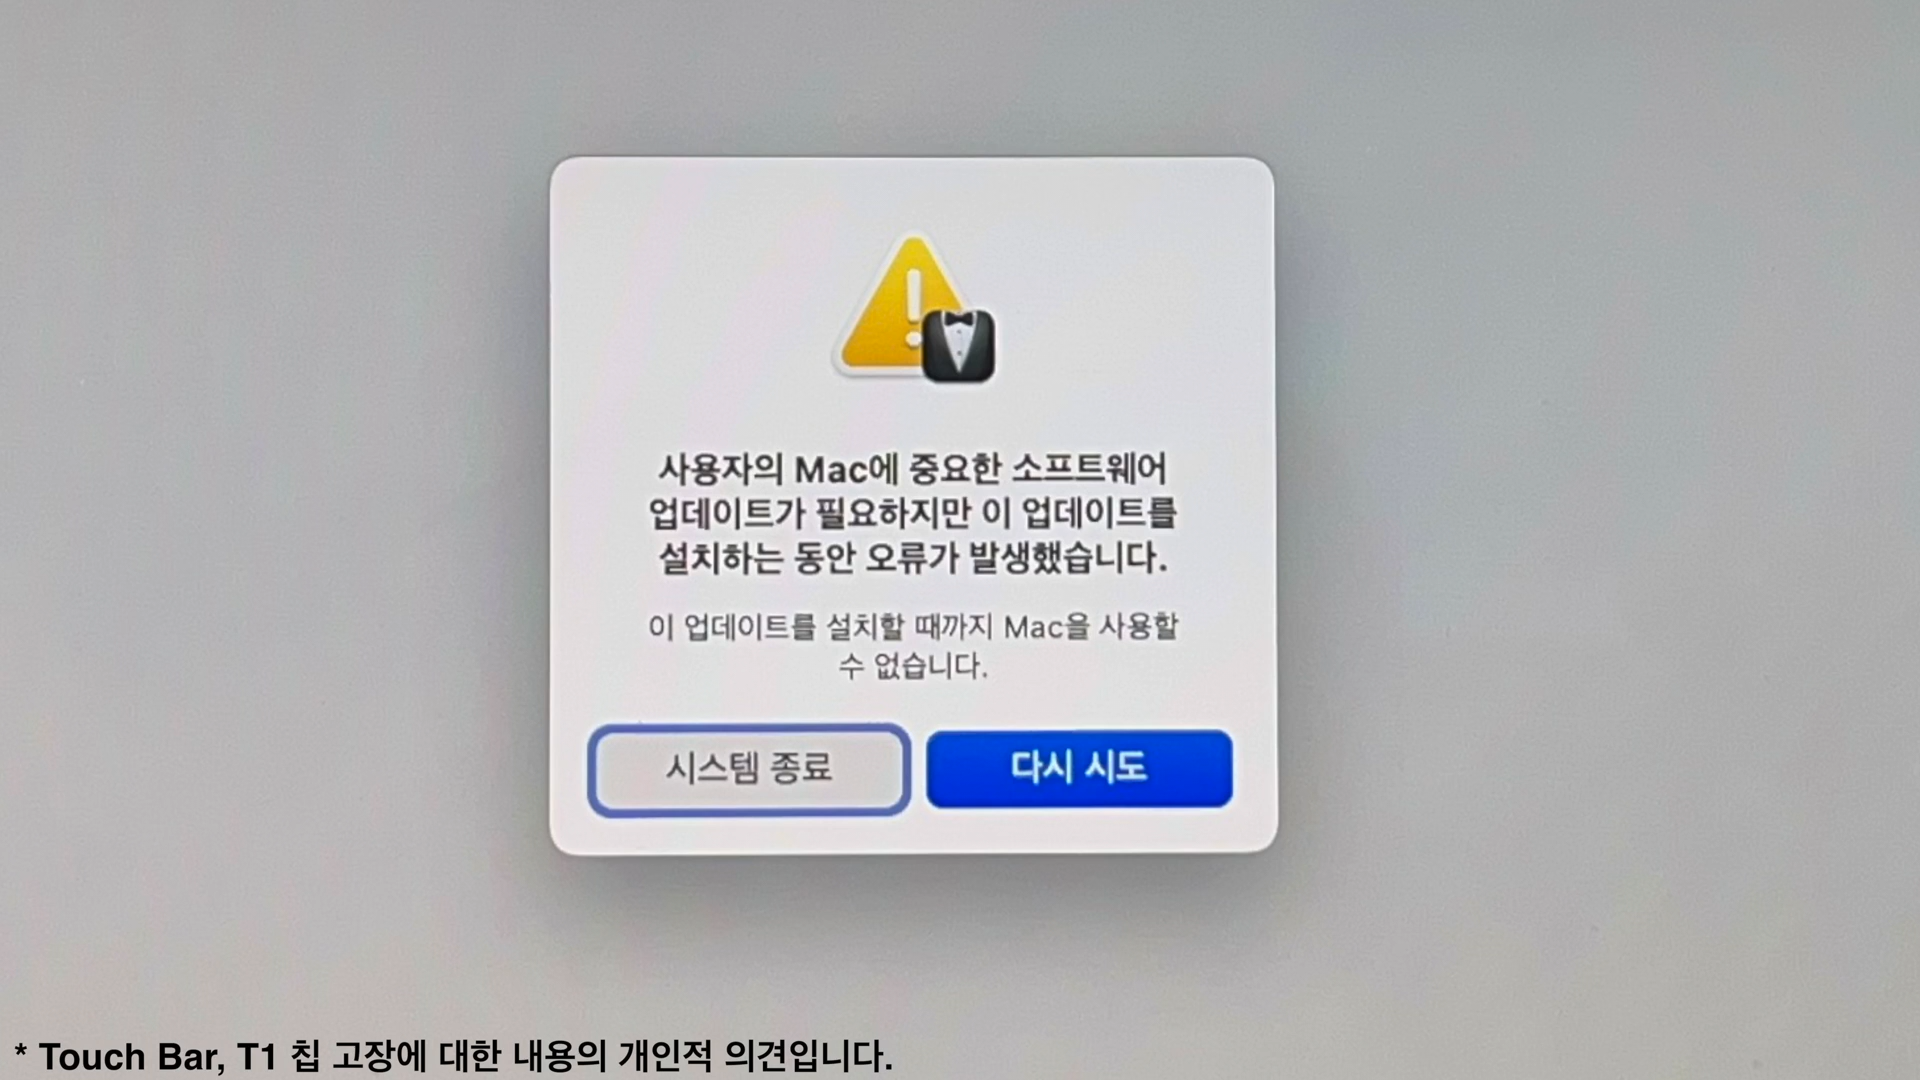 사용자의 Mac에 중요한 소프트웨어
업데이트가 필요하지만 이 업데이트를
설치하는 동안 오류가 발생했습니다.
이 업데이트를 설치할 때까지 Mac을 사용할
수 없습니다.
시스템 종료
다시 시도
* Touch Bar, T1 칩 고장에 대한 내용의 개인적 의견입니다.